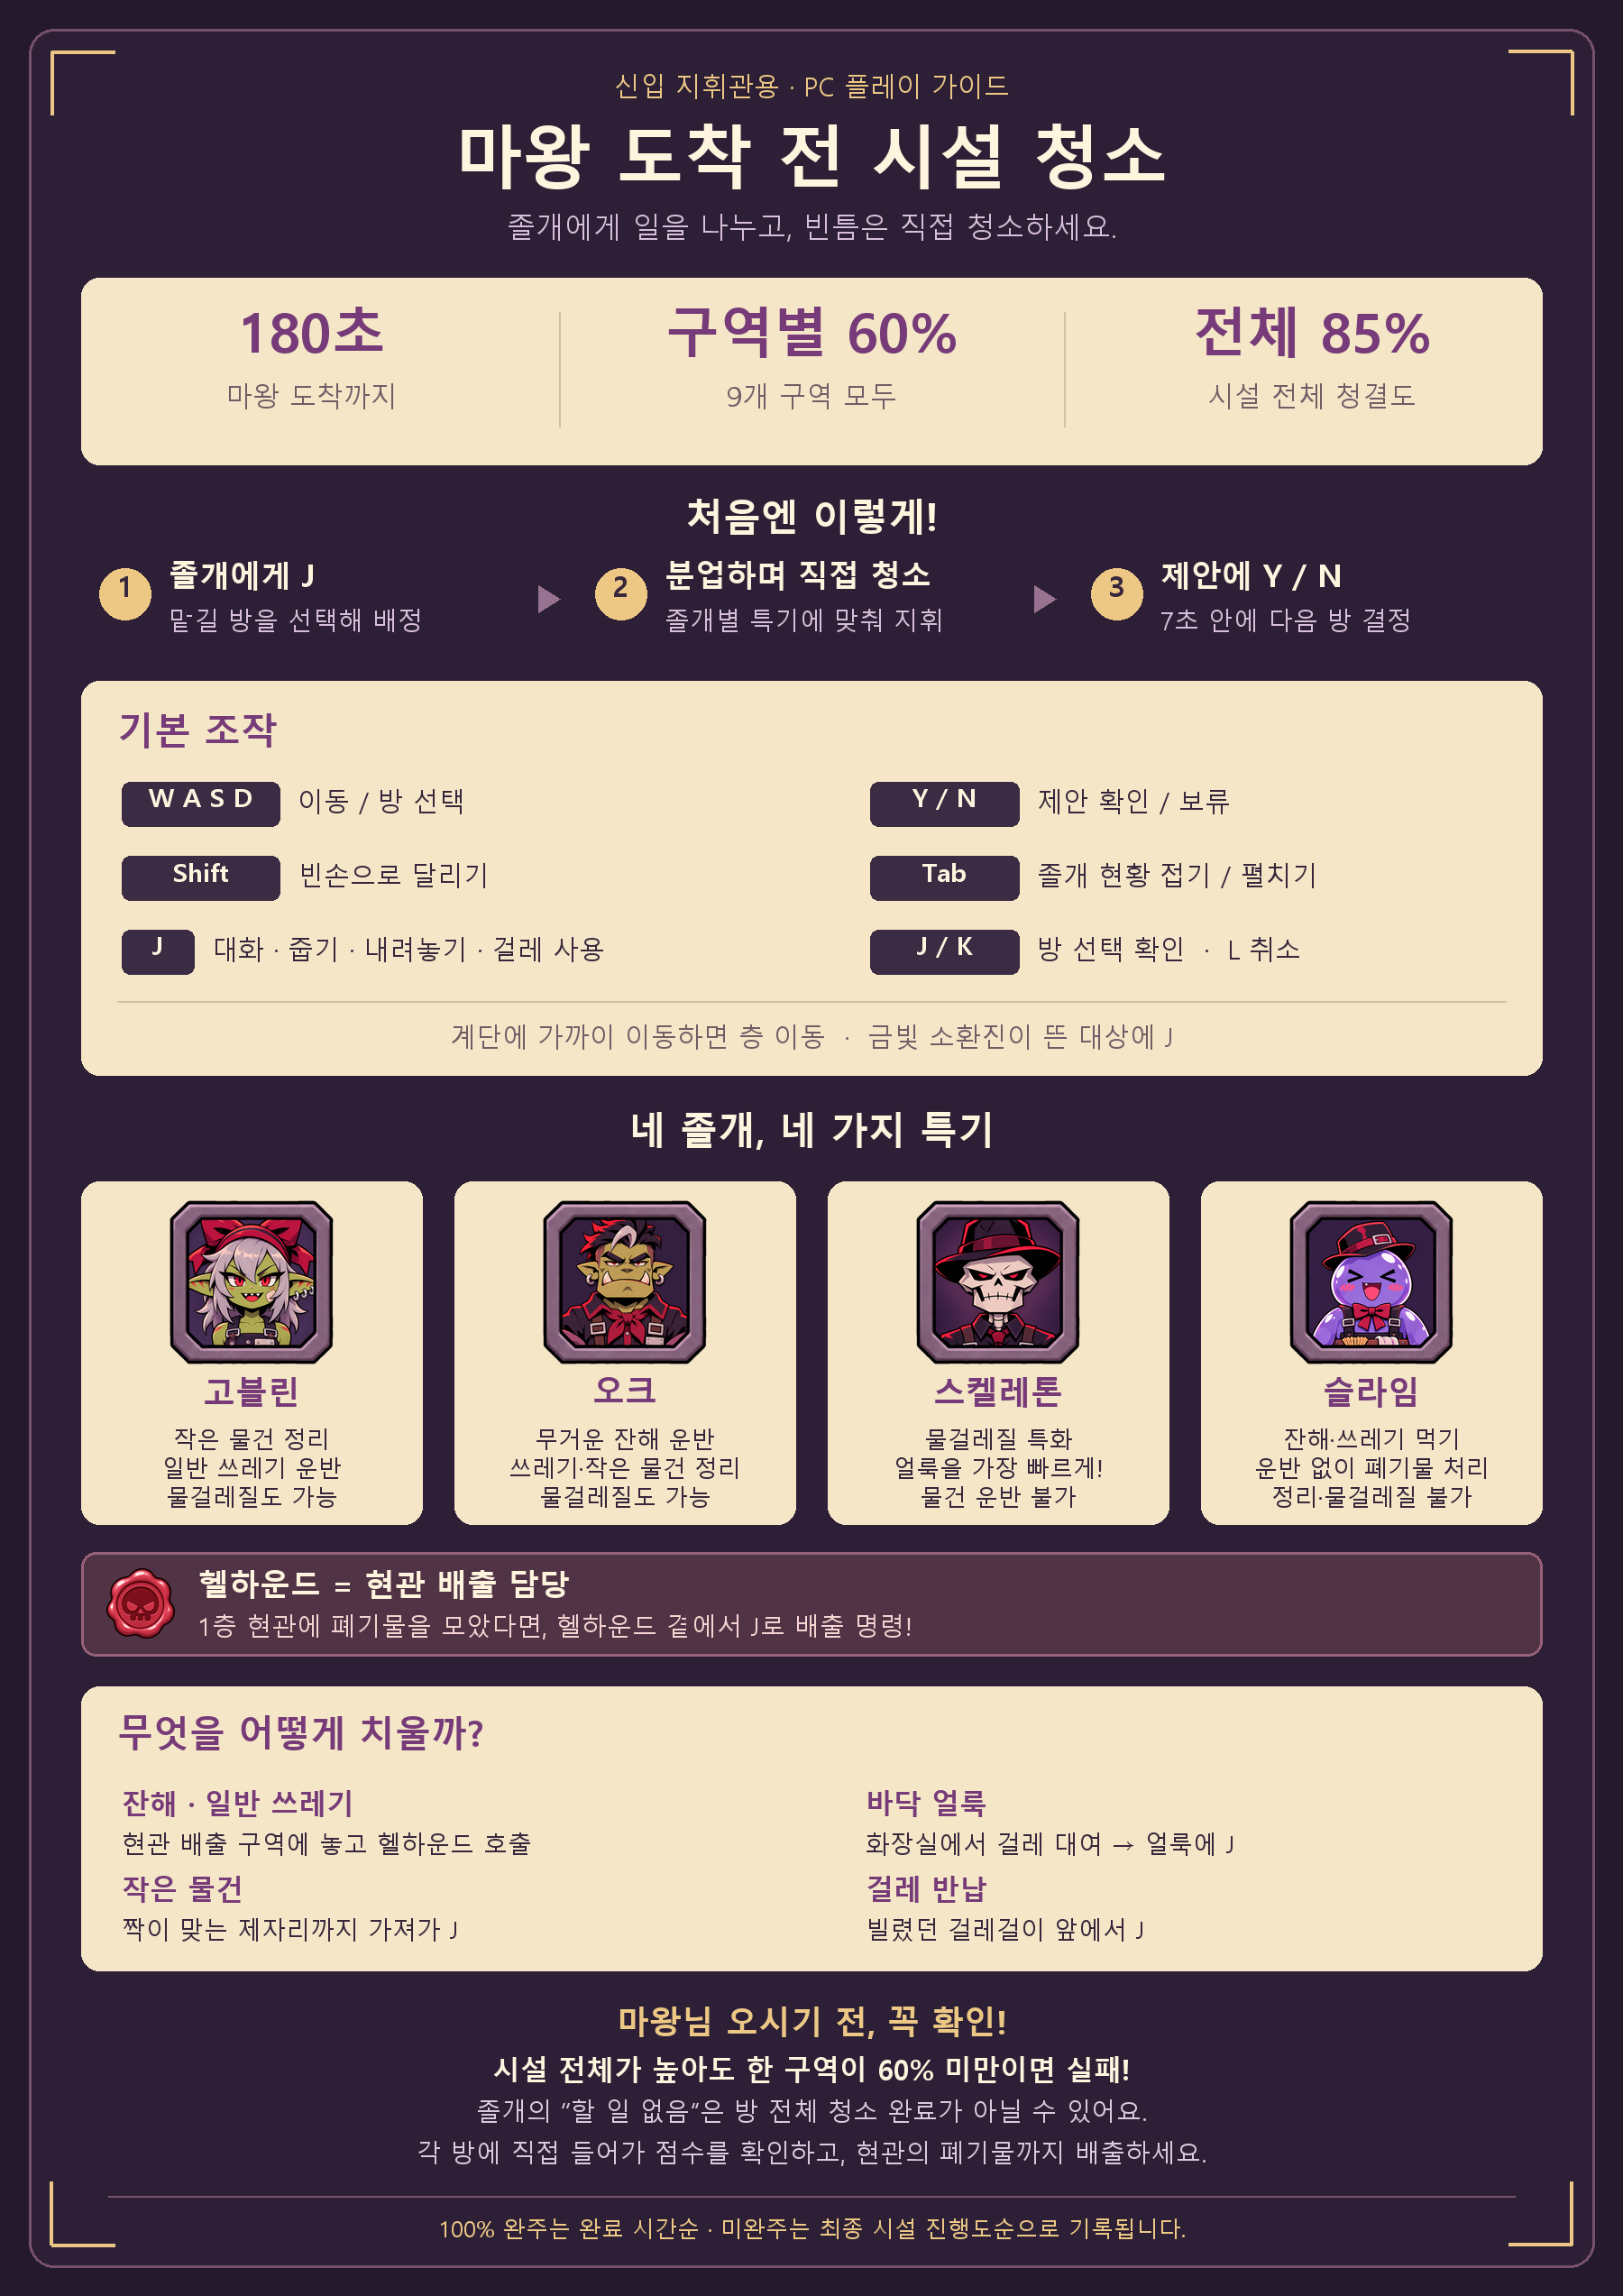 신입 지휘관용 · PC 플레이 가이드
마왕 도착 전 시설 청소
졸개에게 일을 나누고, 빈틈은 직접 청소하세요.
180초
마왕 도착까지
구역별 60%
9개 구역 모두
전체 85%
시설 전체 청결도
처음엔 이렇게!
1
졸개에게 J
맡길 방을 선택해 배정
2
분업하며 직접 청소
졸개별 특기에 맞춰 지휘
3
제안에 Y / N
7초 안에 다음 방 결정
기본 조작
W A S D 이동 / 방 선택
Y / N 제안 확인 / 보류
Shift 빈손으로 달리기
Tab 졸개 현황 접기 / 펼치기
J 대화 · 줍기 · 내려놓기 · 걸레 사용
J / K 방 선택 확인 · L 취소
계단에 가까이 이동하면 층 이동 · 금빛 소환진이 뜬 대상에 J
네 졸개, 네 가지 특기
고블린
작은 물건 정리
일반 쓰레기 운반
물걸레질도 가능
오크
무거운 잔해 운반
쓰레기·작은 물건 정리
물걸레질도 가능
스켈레톤
물걸레질 특화
얼룩을 가장 빠르게!
물건 운반 불가
슬라임
잔해·쓰레기 먹기
운반 없이 폐기물 처리
정리·물걸레질 불가
헬하운드 = 현관 배출 담당
1층 현관에 폐기물을 모았다면, 헬하운드 곁에서 J로 배출 명령!
무엇을 어떻게 치울까?
잔해 · 일반 쓰레기
현관 배출 구역에 놓고 헬하운드 호출
바닥 얼룩
화장실에서 걸레 대여 → 얼룩에 J
작은 물건
짝이 맞는 제자리까지 가져가 J
걸레 반납
빌렸던 걸레걸이 앞에서 J
마왕님 오시기 전, 꼭 확인!
시설 전체가 높아도 한 구역이 60% 미만이면 실패!
졸개의 "할 일 없음"은 방 전체 청소 완료가 아닐 수 있어요.
각 방에 직접 들어가 점수를 확인하고, 현관의 폐기물까지 배출하세요.
100% 완주는 완료 시간순 · 미완주는 최종 시설 진행도순으로 기록됩니다.